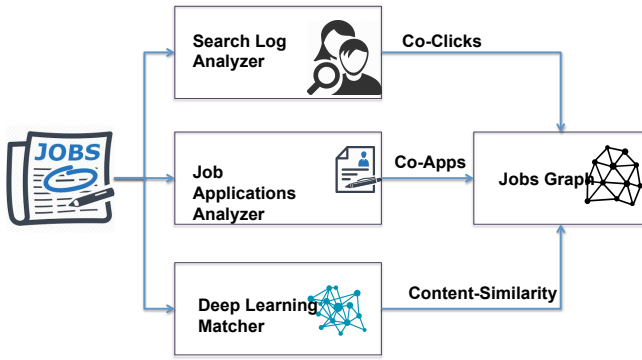 Search Log
Analyzer
Co-Clicks
JOBS
Job
Applications
Analyzer
Co-Apps
Jobs Graph
Deep Learning
Matcher
Content-Similarity